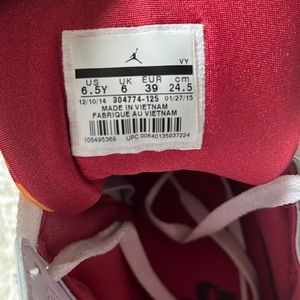 VY
US UK EUR cm
6.5Y 6 39 24.5
12/10/14 304774-125 01/27/15
MADE IN VIETNAM
FABRIQUE AU VIETNAM
105495369 UPC 00640135937224